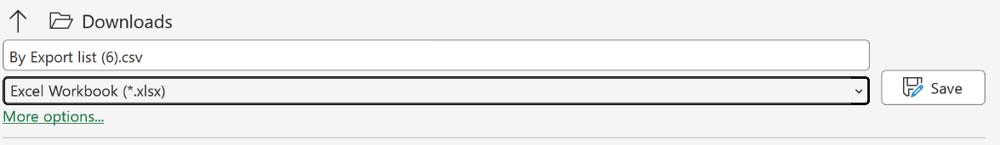 Downloads
By Export list (6).csv
Excel Workbook (*.xlsx)
Save
More options...